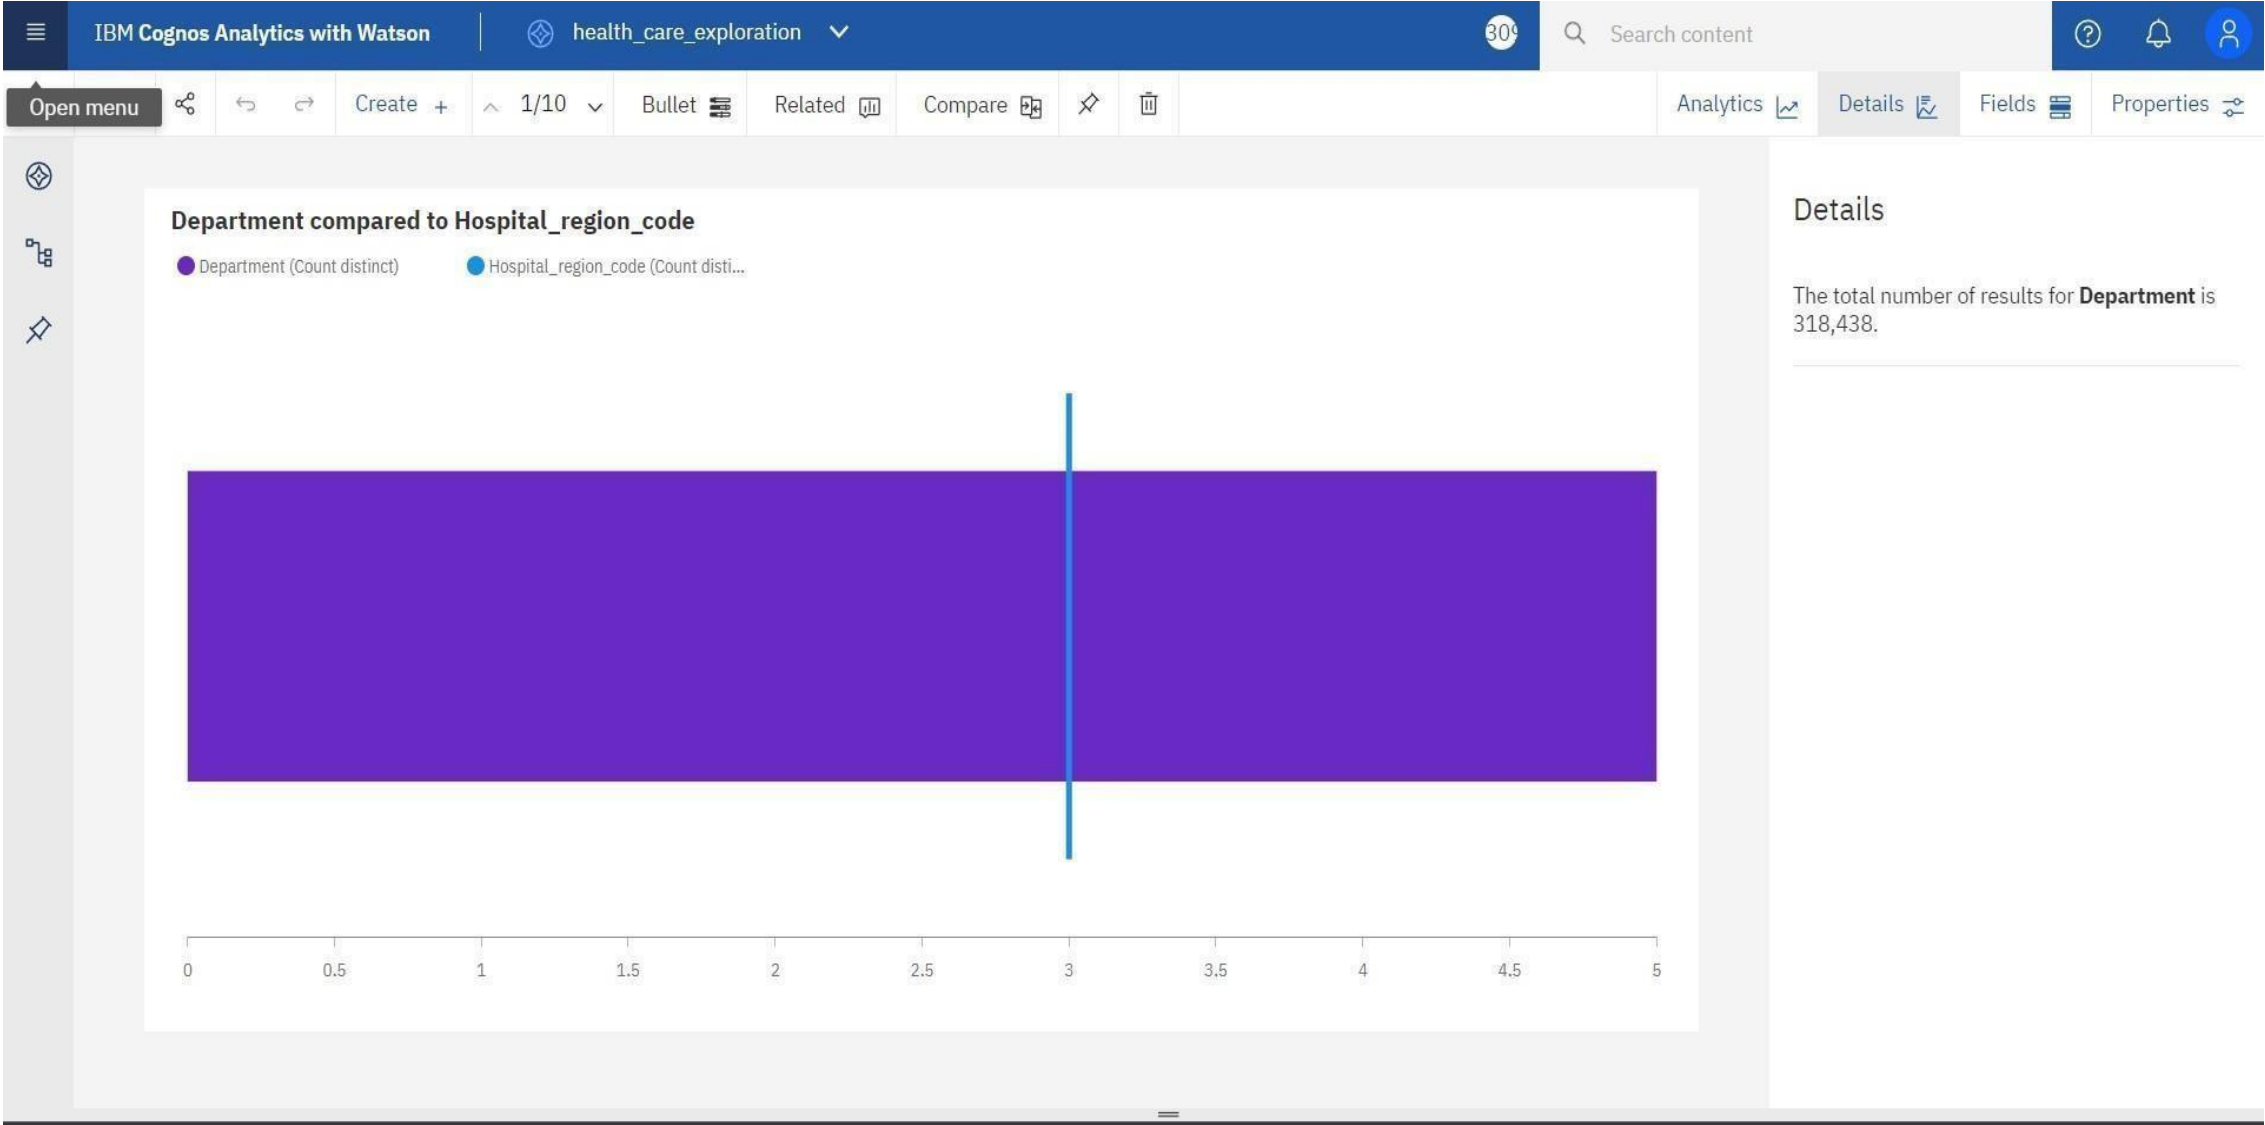 IBM Cognos Analytics with Watson
health_care_exploration
Search content
Open menu
Create +
1/10
Bullet
Related
Compare
Analytics
Details
Fields
Properties
Department compared to Hospital_region_code
Department (Count distinct)
Hospital_region_code (Count disti...
0 0.5 1 1.5 2 2.5 3 3.5 4 4.5 5
Details
The total number of results for Department is
318,438.